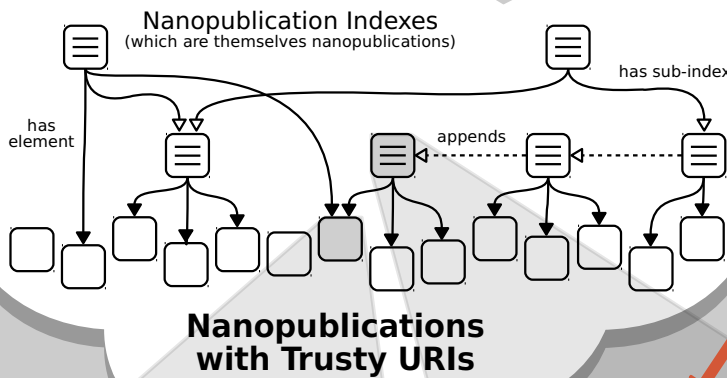 Nanopublication Indexes
(which are themselves nanopublications)
has sub-index
has
element
appends
Nanopublications
with Trusty URIs